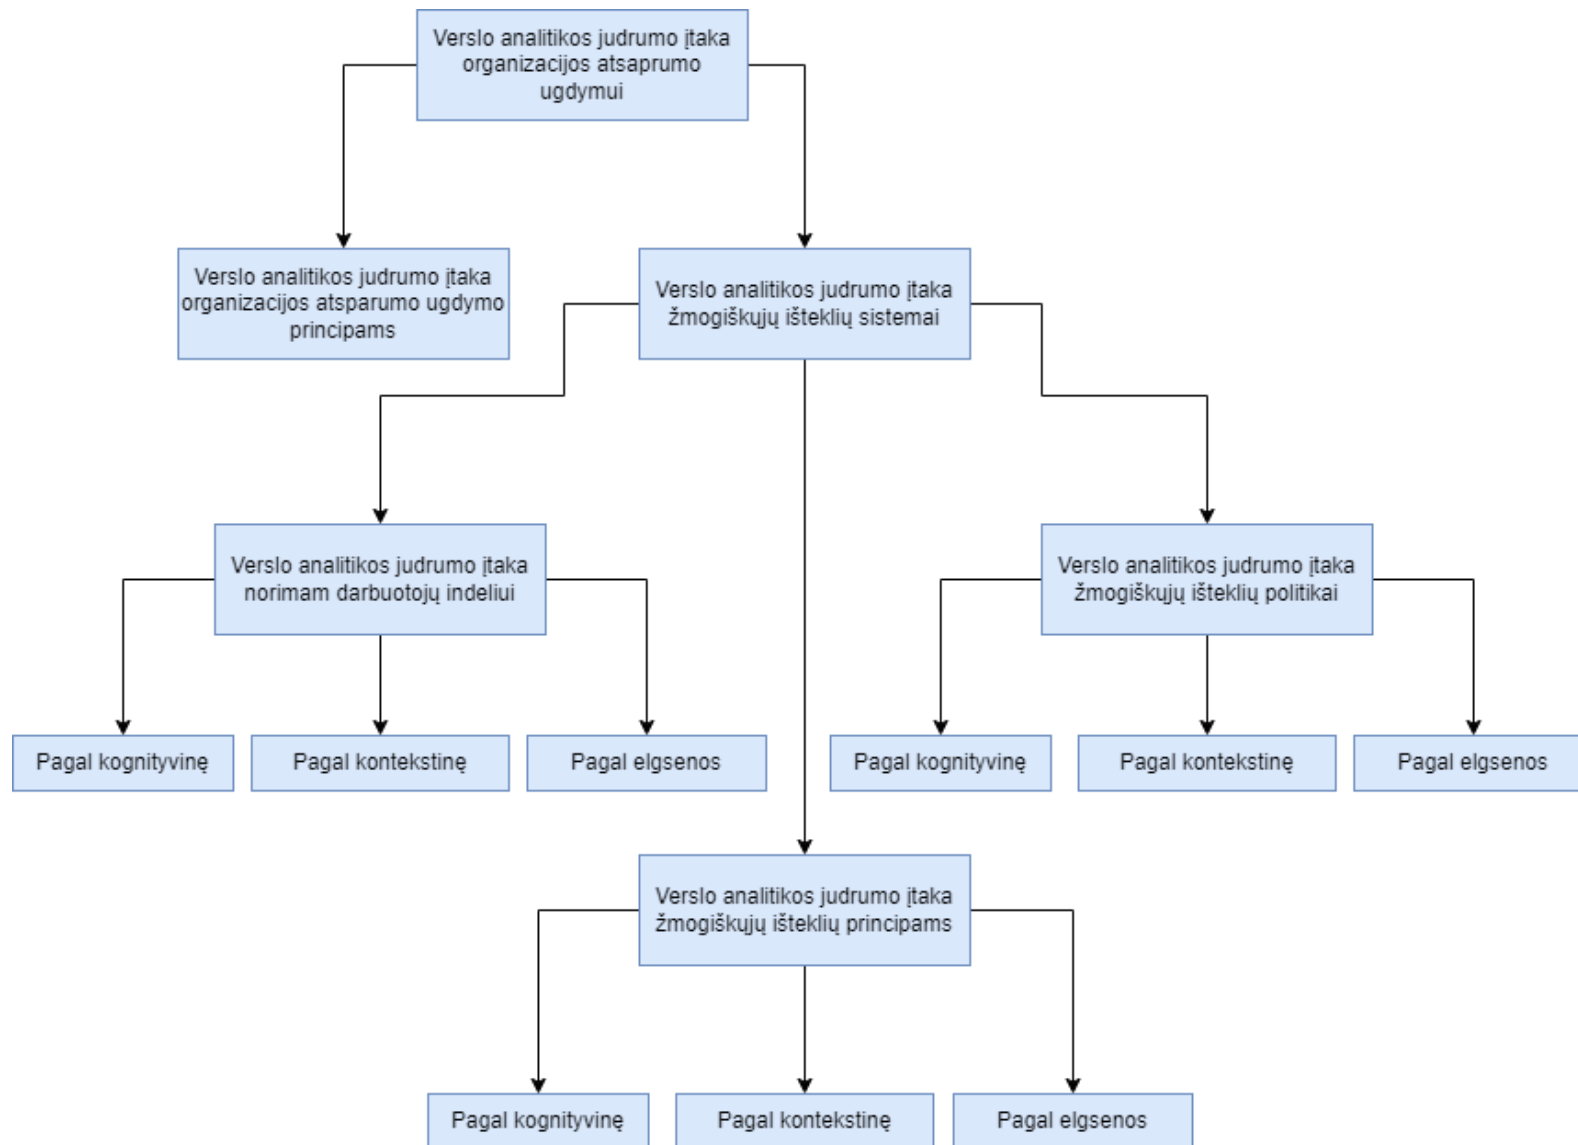 Verslo analitikos judrumo įtaka
organizacijos atsaprumo
ugdymui
Verslo analitikos judrumo įtaka
organizacijos atsparumo ugdymo
principams
Verslo analitikos judrumo įtaka
žmogiškųjų išteklių sistemai
Verslo analitikos judrumo įtaka
norimam darbuotojų indeliui
Verslo analitikos judrumo įtaka
žmogiškųjų išteklių politikai
Pagal kognityvinę
Pagal kontekstinę
Pagal elgsenos
Pagal kognityvinę
Pagal kontekstinę
Pagal elgsenos
Verslo analitikos judrumo įtaka
žmogiškųjų išteklių principams
Pagal kognityvinę
Pagal kontekstinę
Pagal elgsenos